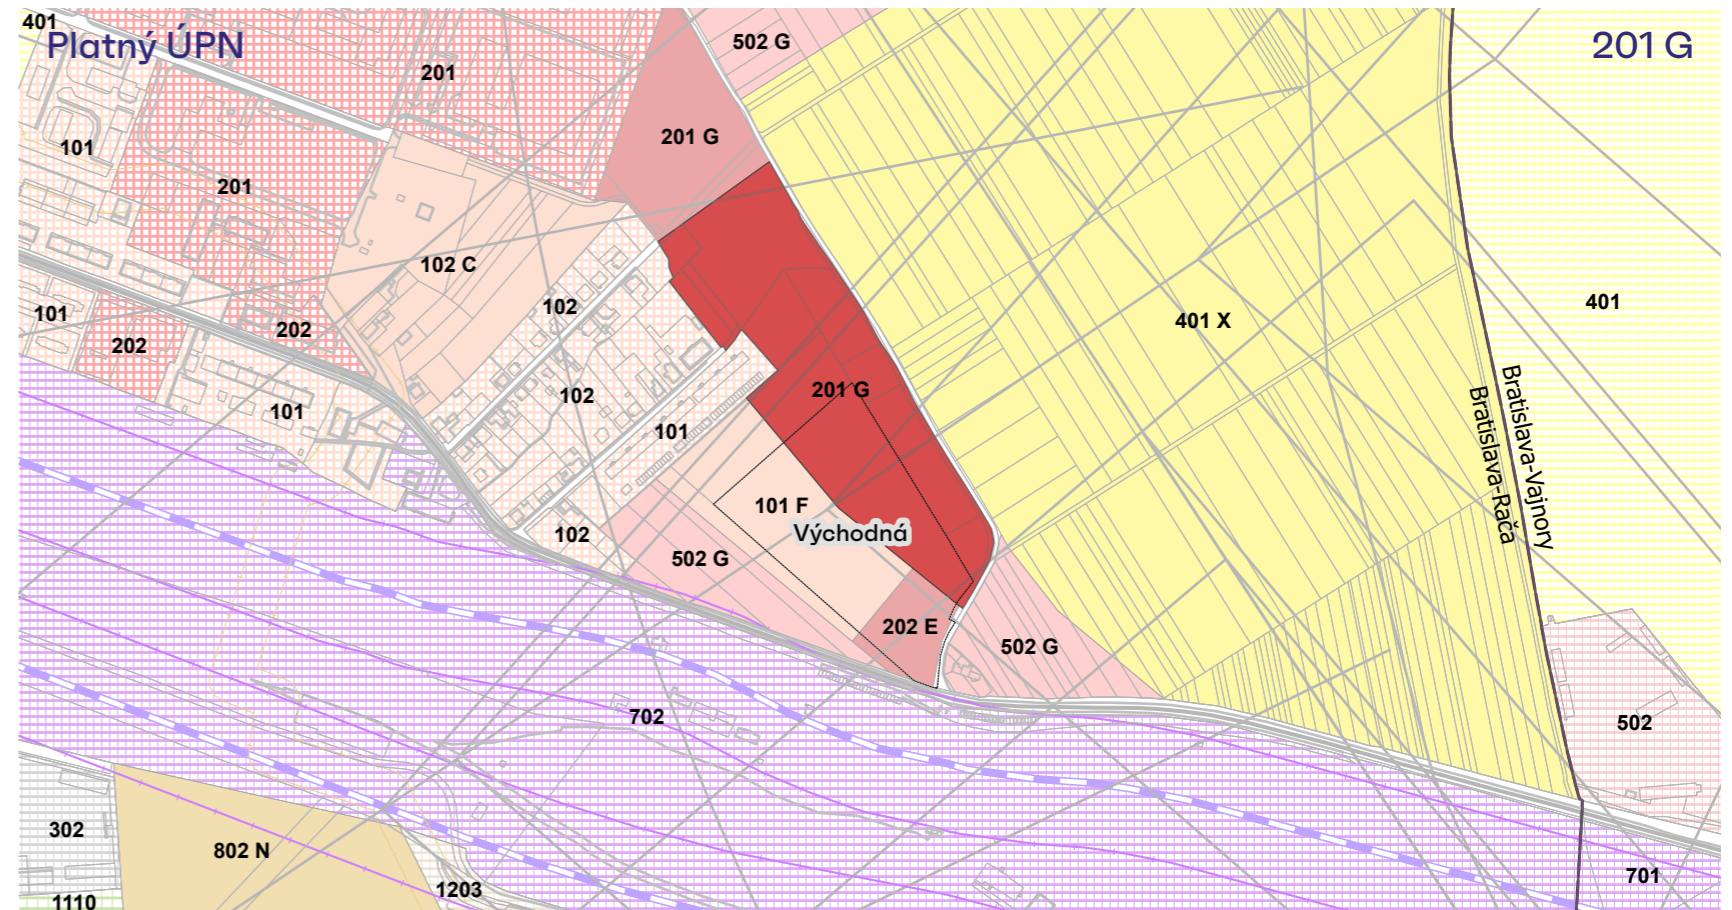 401
Platný ÚPN
502 G
201 G
201
201 G
101
201
102 C
102
401 X
401
101
202
202
102
201 G
101
101
Bratislava-Vajnory
Bratislava-Rača
101 F
Východná
102
502 G
202 E
502 G
702
502
302
802 N
1203
701
1110